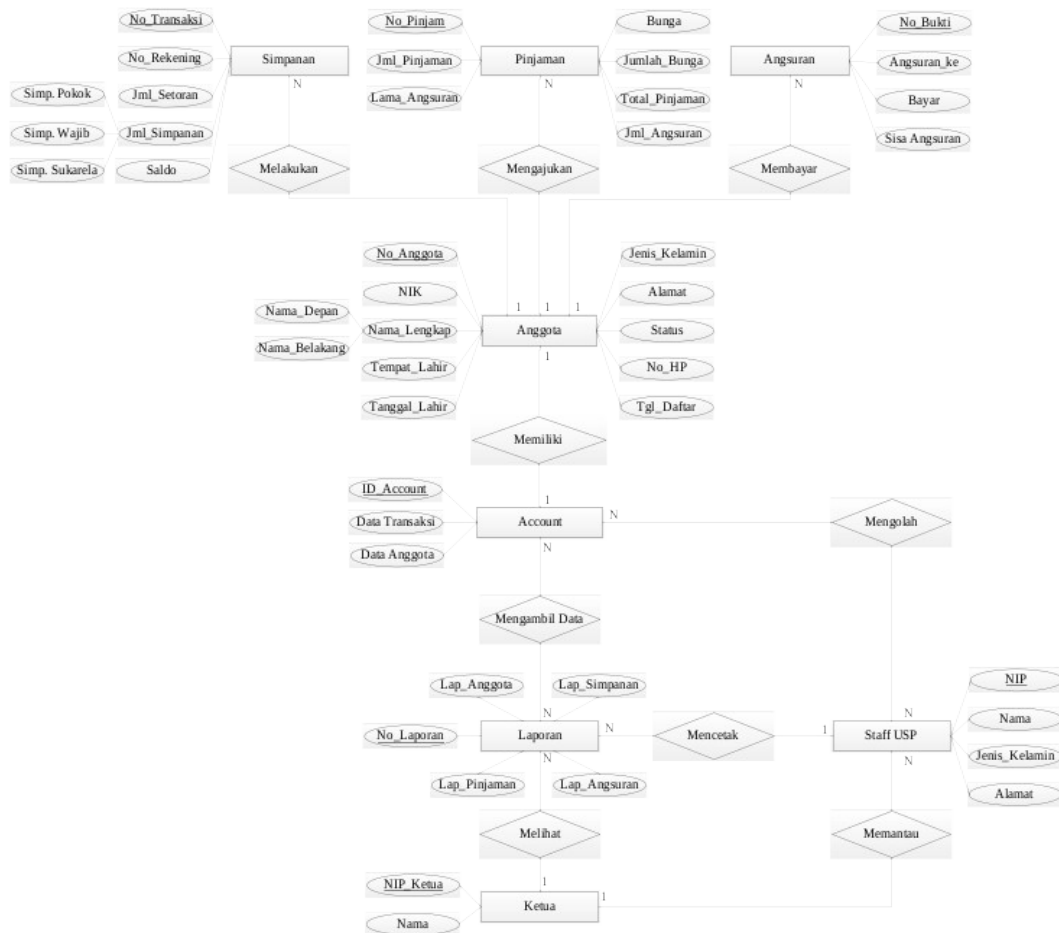 No_Transaksi
No_Rekening
Simp. Pokok
Jml_Setoran
Simp. Wajib
Jml_Simpanan
Simp. Sukarela
Saldo
Simpanan
N
Melakukan
No_Pinjam
Jml_Pinjaman
Lama_Angsuran
Pinjaman
N
Bunga
Jumlah_Bunga
Total_Pinjaman
Jml_Angsuran
Mengajukan
Angsuran
N
No_Bukti
Angsuran_ke
Bayar
Sisa Angsuran
Membayar
No_Anggota
NIK
Nama_Depan
Nama_Lengkap
Nama_Belakang
Tempat_Lahir
Tanggal_Lahir
1 1 1
Anggota
1
Jenis_Kelamin
Alamat
Status
No_HP
Tgl_Daftar
Memiliki
1
ID_Account
Data Transaksi
Data Anggota
Account
N
N
Mengolah
Mengambil Data
Lap_Anggota
Lap_Simpanan
N
No_Laporan
Laporan
N
N
Lap_Pinjaman
Lap_Angsuran
Mencetak
1
N
Staff USP
N
NIP
Nama
Jenis_Kelamin
Alamat
Melihat
Memantau
1
NIP_Ketua
Nama
Ketua
1